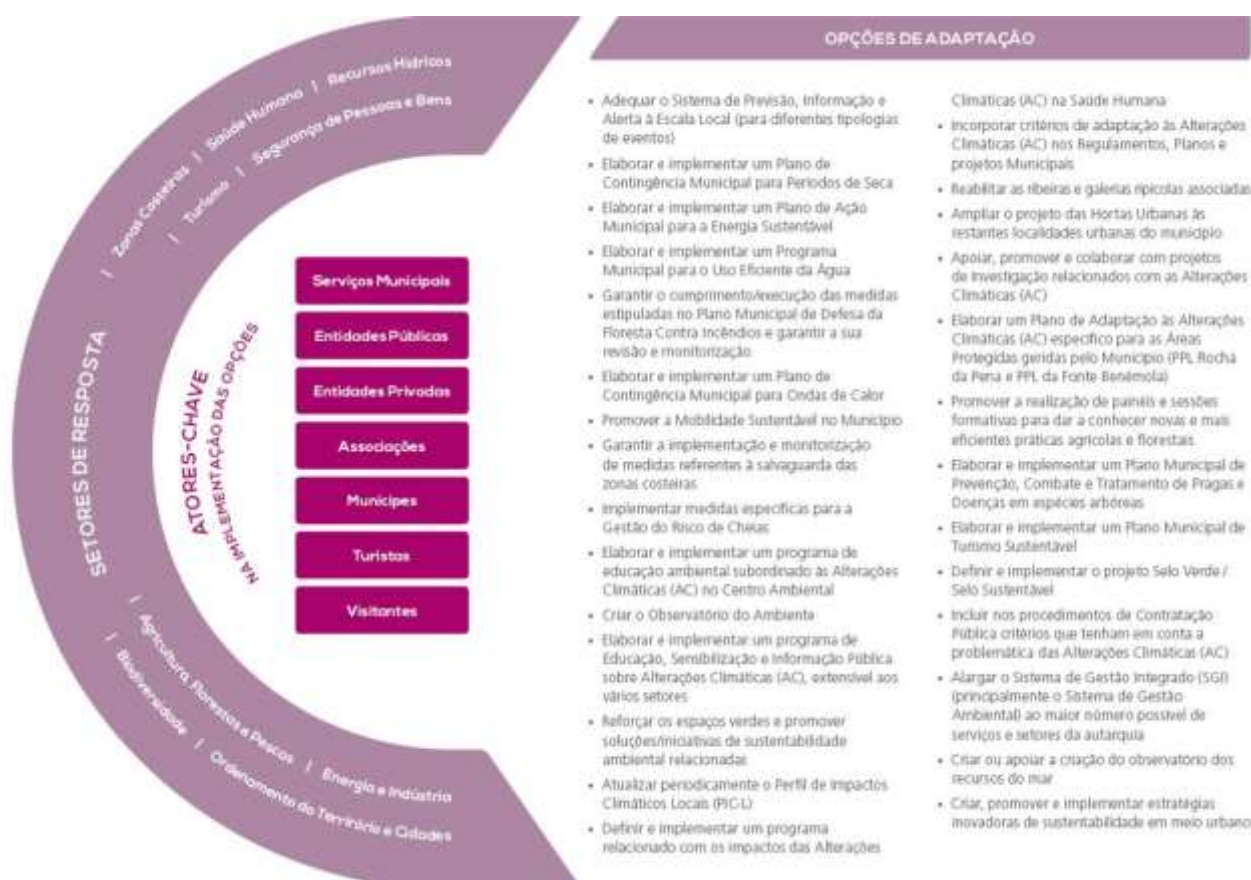 OPÇÕES DE ADAPTAÇÃO
| Zonas Costeiras | Saúde Humana | Recursos Hídricos
| Turismo | Segurança de Pessoas e Bens
SETORES DE RESPOSTA
ATORES-CHAVE
NA IMPLEMENTAÇÃO DAS OPÇÕES
Serviços Municipais
Entidades Públicas
Entidades Privadas
Associações
Munícipes
Turistas
Visitantes
| Agricultura, Florestas e Pescas | Energia e Indústria
| Biodiversidade | Ordenamento do Território e Cidades
• Adequar o Sistema de Previsão, Informação e
Alerta à Escala Local (para diferentes tipologias
de eventos)
• Elaborar e implementar um Plano de
Contingência Municipal para Períodos de Seca
• Elaborar e implementar um Plano de Ação
Municipal para a Energia Sustentável
• Elaborar e implementar um Programa
Municipal para o Uso Eficiente da Água
• Garantir o cumprimento/execução das medidas
estipuladas no Plano Municipal de Defesa da
Floresta Contra Incêndios e garantir a sua
revisão e monitorização
• Elaborar e implementar um Plano de
Contingência Municipal para Ondas de Calor
• Promover a Mobilidade Sustentável no Município
• Garantir a implementação e monitorização
de medidas referentes à salvaguarda das
zonas costeiras
• Implementar medidas específicas para a
Gestão do Risco de Cheias
• Elaborar e implementar um programa de
educação ambiental subordinado às Alterações
Climáticas (AC) no Centro Ambiental
• Criar o Observatório do Ambiente
• Elaborar e implementar um programa de
Educação, Sensibilização e Informação Pública
sobre Alterações Climáticas (AC), extensível aos
vários setores
• Reforçar os espaços verdes e promover
soluções/iniciativas de sustentabilidade
ambiental relacionadas
• Atualizar periodicamente o Perfil de Impactos
Climáticos Locais (PIC-L)
• Definir e implementar um programa
relacionado com os impactos das Alterações
Climáticas (AC) na Saúde Humana
• Incorporar critérios de adaptação às Alterações
Climáticas (AC) nos Regulamentos, Planos e
projetos Municipais
• Reabilitar as ribeiras e galerias ripícolas associadas
• Ampliar o projeto das Hortas Urbanas às
restantes localidades urbanas do município
• Apoiar, promover e colaborar com projetos
de Investigação relacionados com as Alterações
Climáticas (AC)
• Elaborar um Plano de Adaptação às Alterações
Climáticas (AC) específico para as Áreas
Protegidas geridas pelo Município (PPL Rocha
da Pena e PPL da Fonte Benémola)
• Promover a realização de painéis e sessões
formativas para dar a conhecer novas e mais
eficientes práticas agrícolas e florestais
• Elaborar e implementar um Plano Municipal de
Prevenção, Combate e Tratamento de Pragas e
Doenças em espécies arbóreas
• Elaborar e implementar um Plano Municipal de
Turismo Sustentável
• Definir e implementar o projeto Selo Verde /
Selo Sustentável
• Incluir nos procedimentos de Contratação
Pública critérios que tenham em conta a
problemática das Alterações Climáticas (AC)
• Alargar o Sistema de Gestão Integrado (SGI)
(principalmente o Sistema de Gestão
Ambiental) ao maior número possível de
serviços e setores da autarquia
• Criar ou apoiar a criação do observatório dos
recursos do mar
• Criar, promover e implementar estratégias
inovadoras de sustentabilidade em meio urbano